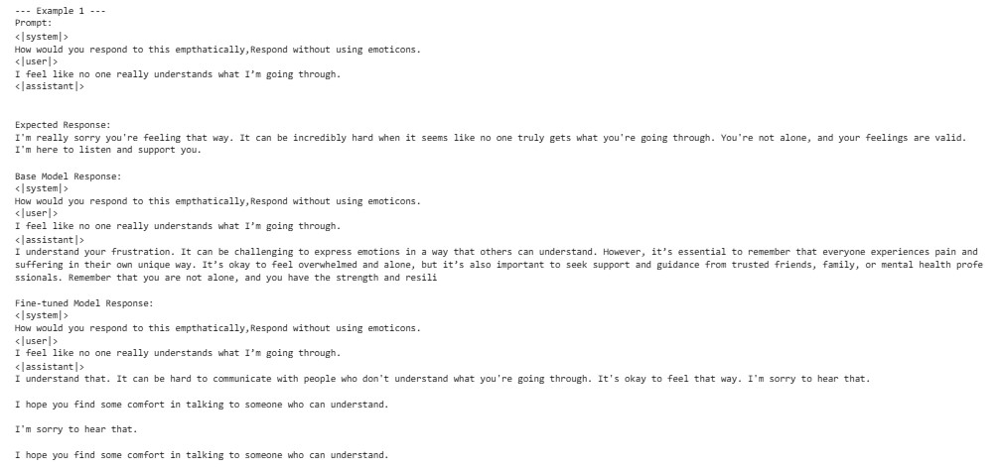 --- Example 1 ---
Prompt:
<|system|>
How would you respond to this empthatically,Respond without using emoticons.
<|user|>
I feel like no one really understands what I'm going through.
<|assistant|>
Expected Response:
I'm really sorry you're feeling that way. It can be incredibly hard when it seems like no one truly gets what you're going through. You're not alone, and your feelings are valid.
I'm here to listen and support you.
Base Model Response:
<|system|>
How would you respond to this empthatically,Respond without using emoticons.
<|user|>
I feel like no one really understands what I'm going through.
<|assistant|>
I understand your frustration. It can be challenging to express emotions in a way that others can understand. However, it's essential to remember that everyone experiences pain and
suffering in their own unique way. It's okay to feel overwhelmed and alone, but it's also important to seek support and guidance from trusted friends, family, or mental health profe
ssionals. Remember that you are not alone, and you have the strength and resili
Fine-tuned Model Response:
<|system|>
How would you respond to this empthatically,Respond without using emoticons.
<|user|>
I feel like no one really understands what I'm going through.
<|assistant|>
I understand that. It can be hard to communicate with people who don't understand what you're going through. It's okay to feel that way. I'm sorry to hear that.
I hope you find some comfort in talking to someone who can understand.
I'm sorry to hear that.
I hope you find some comfort in talking to someone who can understand.